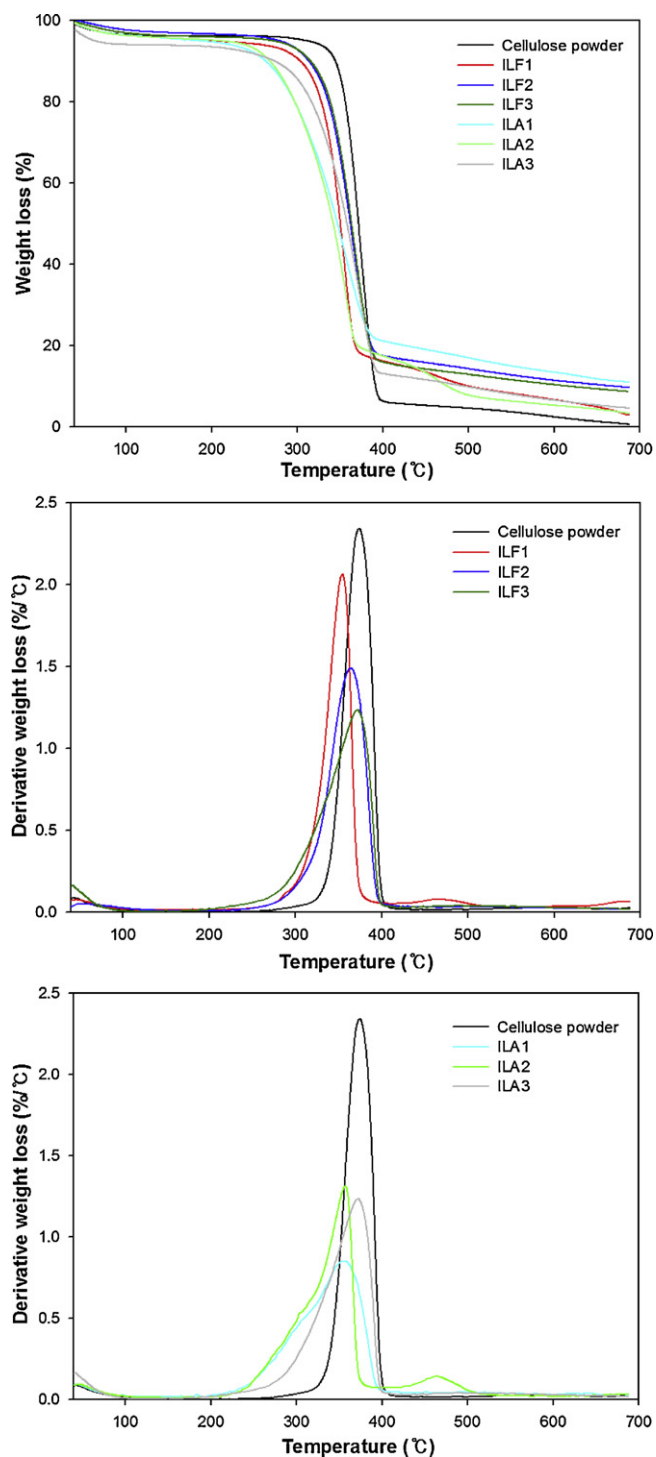 100
80
60
40
20
0
Weight loss (%)
Cellulose powder
ILF1
ILF2
ILF3
ILA1
ILA2
ILA3
100 200 300 400 500 600 700
Temperature (℃)
2.5
2.0
1.5
1.0
0.5
0.0
Derivative weight loss (%/℃)
Cellulose powder
ILF1
ILF2
ILF3
100 200 300 400 500 600 700
Temperature (℃)
2.5
2.0
1.5
1.0
0.5
0.0
Derivative weight loss (%/℃)
Cellulose powder
ILA1
ILA2
ILA3
100 200 300 400 500 600 700
Temperature (℃)